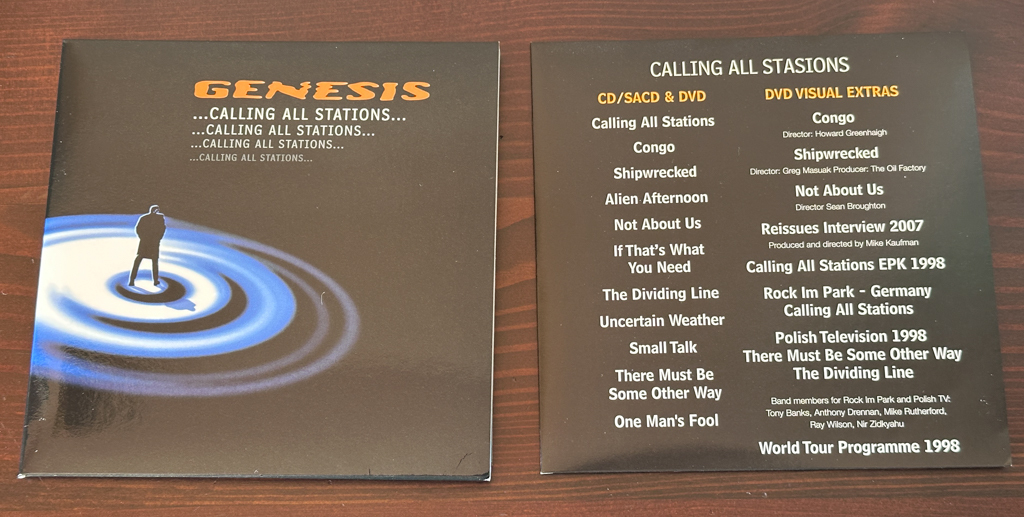 GENESIS
...CALLING ALL STATIONS...
...CALLING ALL STATIONS...
...CALLING ALL STATIONS...
...CALLING ALL STATIONS...
CALLING ALL STASIONS
CD/SACD & DVD
Calling All Stations
Congo
Shipwrecked
Alien Afternoon
Not About Us
If That's What
You Need
The Dividing Line
Uncertain Weather
Small Talk
There Must Be
Some Other Way
One Man's Fool
DVD VISUAL EXTRAS
Congo
Director: Howard Greenhaigh
Shipwrecked
Director: Greg Masuak Producer: The Oil Factory
Not About Us
Director Sean Broughton
Reissues Interview 2007
Produced and directed by Mike Kaufman
Calling All Stations EPK 1998
Rock Im Park - Germany
Calling All Stations
Polish Television 1998
There Must Be Some Other Way
The Dividing Line
Band members for Rock Im Park and Polish TV:
Tony Banks, Anthony Drennan, Mike Rutherford,
Ray Wilson, Nir Zidkyahu
World Tour Programme 1998